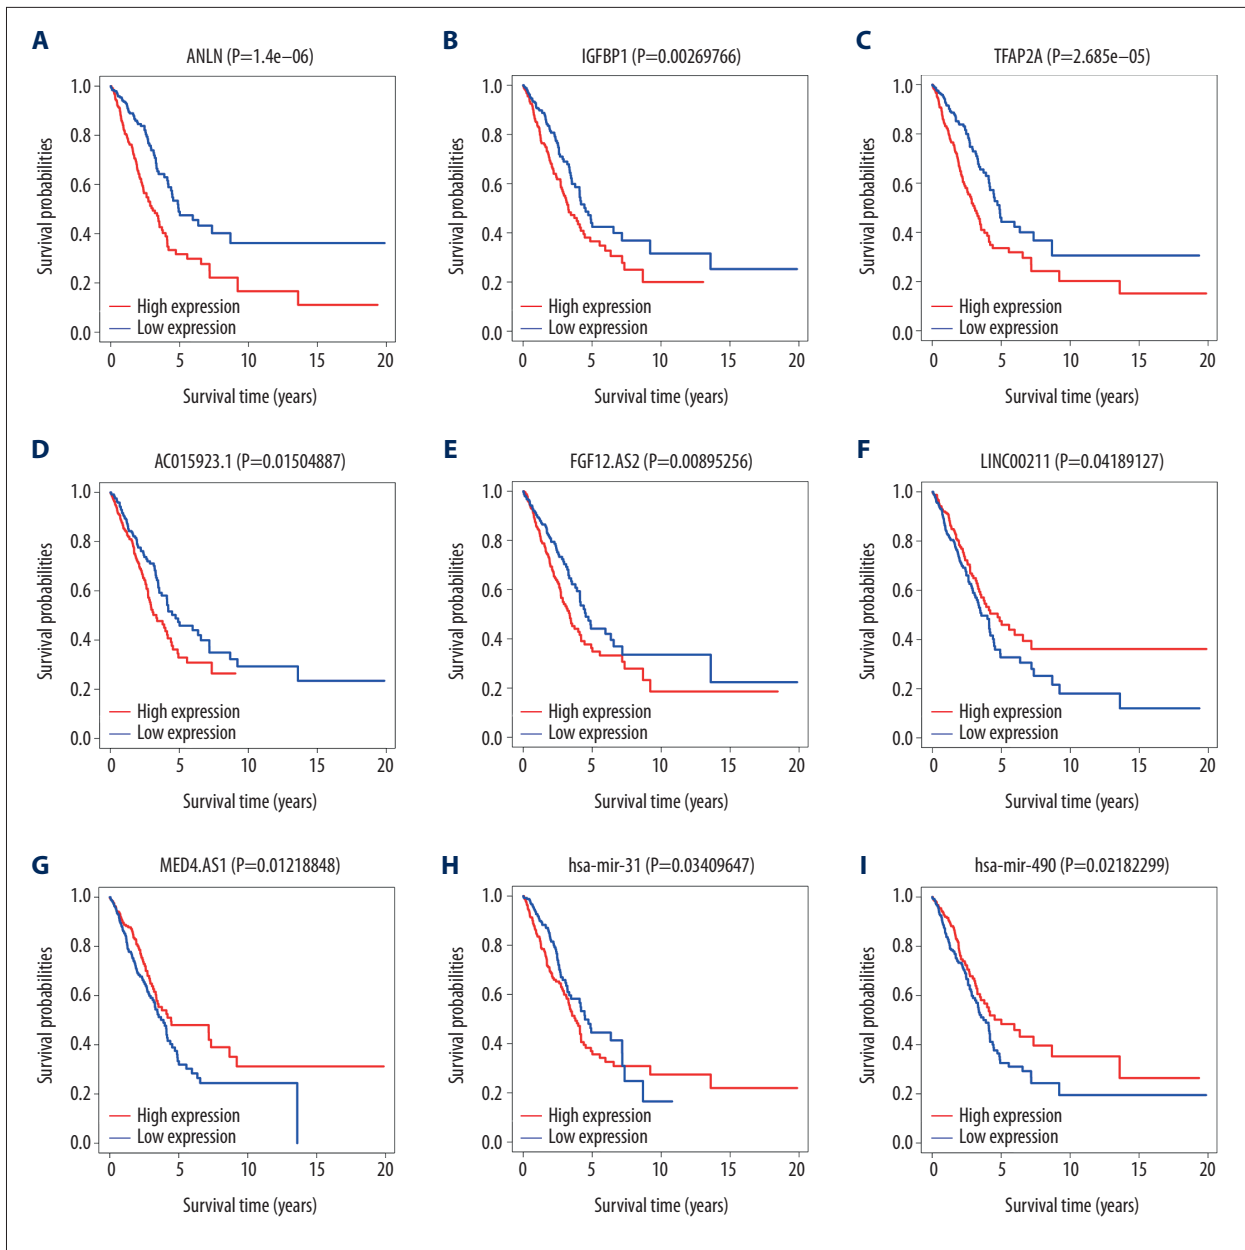 A
ANLN (P=1.4e−06)
Survival probabilities
1.0
0.8
0.6
0.4
0.2
0.0
High expression
Low expression
0 5 10 15 20
Survival time (years)
B
IGFBP1 (P=0.00269766)
Survival probabilities
1.0
0.8
0.6
0.4
0.2
0.0
High expression
Low expression
0 5 10 15 20
Survival time (years)
C
TFAP2A (P=2.685e−05)
Survival probabilities
1.0
0.8
0.6
0.4
0.2
0.0
High expression
Low expression
0 5 10 15 20
Survival time (years)
D
AC015923.1 (P=0.01504887)
Survival probabilities
1.0
0.8
0.6
0.4
0.2
0.0
High expression
Low expression
0 5 10 15 20
Survival time (years)
E
FGF12.AS2 (P=0.00895256)
Survival probabilities
1.0
0.8
0.6
0.4
0.2
0.0
High expression
Low expression
0 5 10 15 20
Survival time (years)
F
LINC00211 (P=0.04189127)
Survival probabilities
1.0
0.8
0.6
0.4
0.2
0.0
High expression
Low expression
0 5 10 15 20
Survival time (years)
G
MED4.AS1 (P=0.01218848)
Survival probabilities
1.0
0.8
0.6
0.4
0.2
0.0
High expression
Low expression
0 5 10 15 20
Survival time (years)
H
hsa-mir-31 (P=0.03409647)
Survival probabilities
1.0
0.8
0.6
0.4
0.2
0.0
High expression
Low expression
0 5 10 15 20
Survival time (years)
I
hsa-mir-490 (P=0.02182299)
Survival probabilities
1.0
0.8
0.6
0.4
0.2
0.0
High expression
Low expression
0 5 10 15 20
Survival time (years)